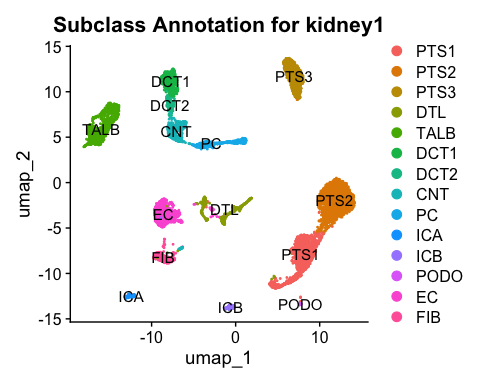 Subclass Annotation for kidney1
15
10
5
0
-5
-10
-15
umap_2
-10
0
10
umap_1
DCT1
PTS3
DCT2
TALB
CNT
PC
PTS2
EC
DTL
FIB
PTS1
ICA
ICB
PODO
PTS1
PTS2
PTS3
DTL
TALB
DCT1
DCT2
CNT
PC
ICA
ICB
PODO
EC
FIB